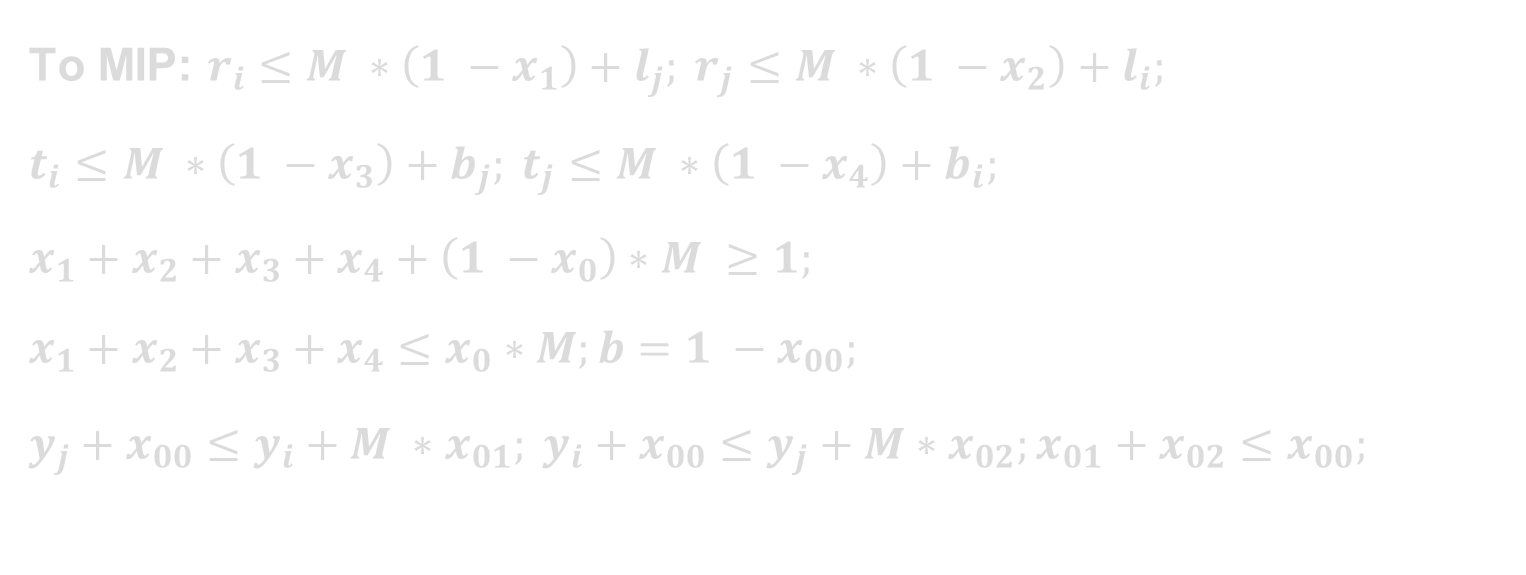 To MIP: rᵢ ≤ M * (1 − x₁) + lⱼ; rⱼ ≤ M * (1 − x₂) + lᵢ;
tᵢ ≤ M * (1 − x₃) + bⱼ; tⱼ ≤ M * (1 − x₄) + bᵢ;
x₁ + x₂ + x₃ + x₄ + (1 − x₀) * M ≥ 1;
x₁ + x₂ + x₃ + x₄ ≤ x₀ * M; b = 1 − x₀₀;
yⱼ + x₀₀ ≤ yᵢ + M * x₀₁; yᵢ + x₀₀ ≤ yⱼ + M * x₀₂; x₀₁ + x₀₂ ≤ x₀₀;